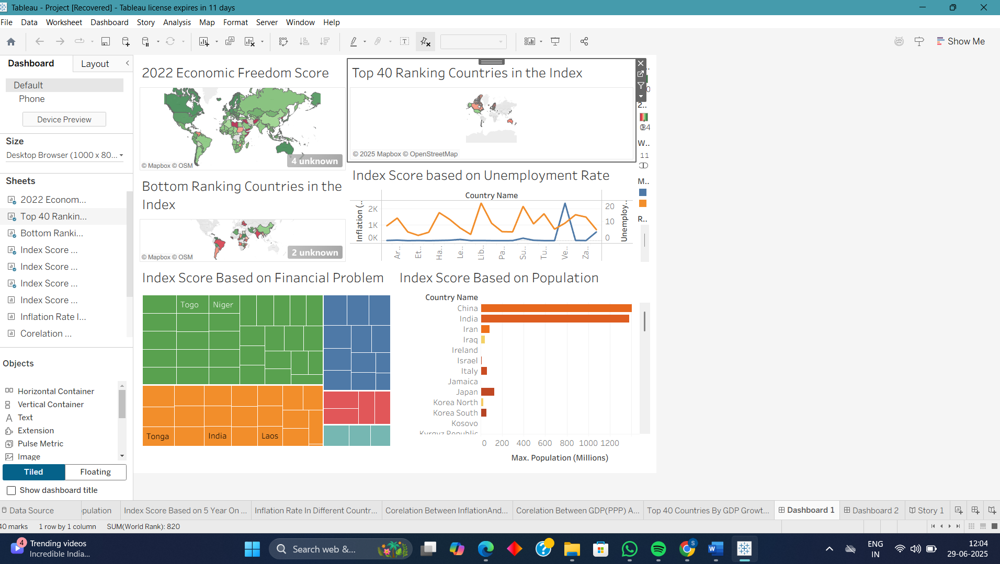 Tableau - Project [Recovered] - Tableau license expires in 11 days
File Data Worksheet Dashboard Story Analysis Map Format Server Window Help
Show Me
Dashboard Layout
Default
Phone
Device Preview
Size
Desktop Browser (1000 x 80...
Sheets
2022 Econom...
Top 40 Rankin...
Bottom Ranki...
Index Score ...
Index Score ...
Index Score ...
Index Score ...
Inflation Rate I...
Corelation ...
Objects
Horizontal Container
Vertical Container
Text
Extension
Pulse Metric
Image
Tiled Floating
Show dashboard title
2022 Economic Freedom Score
4 unknown
© Mapbox © OSM
Top 40 Ranking Countries in the Index
© 2025 Mapbox © OpenStreetMap
2..
W..
11
M..
R..
Bottom Ranking Countries in the
Index
2 unknown
© Mapbox © OSM
Index Score based on Unemployment Rate
Country Name
Inflation (..
2K
1K
0K
20
10
0
Unemploy..
Ar..
Et..
Ha..
Le..
Lib..
Pa..
Su..
Tu..
Ve..
Za..
Index Score Based on Financial Problem
Togo
Niger
Tonga
India
Laos
Index Score Based on Population
Country Name
China
India
Iran
Iraq
Ireland
Israel
Italy
Jamaica
Japan
Korea North
Korea South
Kosovo
Kyrgyz Republic
0 200 400 600 800 1000 1200
Max. Population (Millions)
Data Source
pulation
Index Score Based on 5 Year On ...
Inflation Rate In Different Countr...
Corelation Between InflationAnd...
Corelation Between GDP(PPP) A...
Top 40 Countries By GDP Growt...
Dashboard 1
Dashboard 2
Story 1
40 marks 1 row by 1 column SUM(World Rank): 820
4
Trending videos
Incredible India...
Search web &...
S
ENG
IN
12:04
29-06-2025